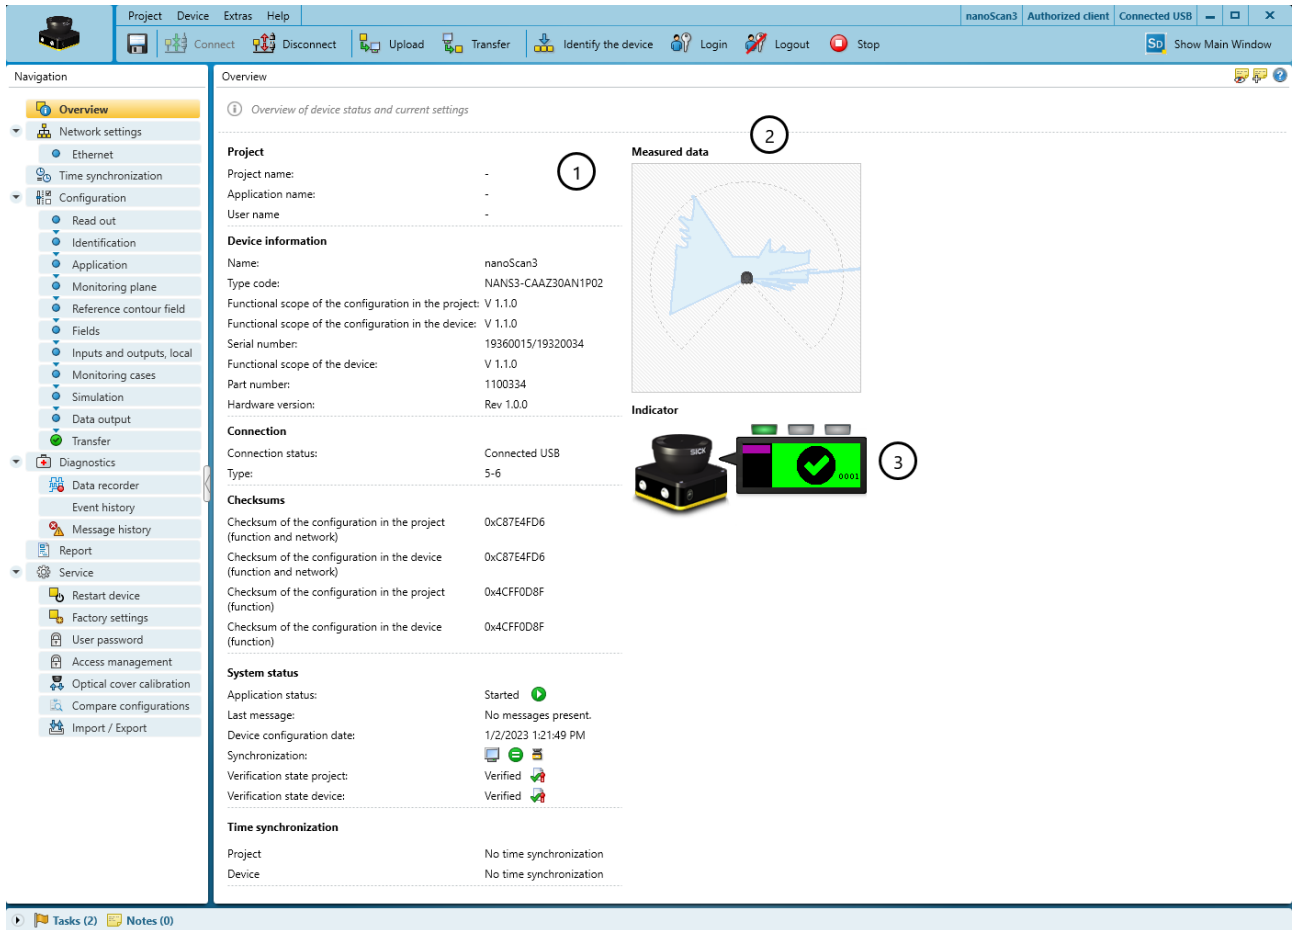 Project Device Extras Help
nanoScan3 Authorized client Connected USB
Connect Disconnect Upload Transfer Identify the device Login Logout Stop
SD Show Main Window
Navigation
Overview
Network settings
Ethernet
Time synchronization
Configuration
Read out
Identification
Application
Monitoring plane
Reference contour field
Fields
Inputs and outputs, local
Monitoring cases
Simulation
Data output
Transfer
Diagnostics
Data recorder
Event history
Message history
Report
Service
Restart device
Factory settings
User password
Access management
Optical cover calibration
Compare configurations
Import / Export
Overview
Overview of device status and current settings
Project
1
Project name: -
Application name: -
User name -
Device information
Name: nanoScan3
Type code: NANS3-CAAZ30AN1P02
Functional scope of the configuration in the project: V 1.1.0
Functional scope of the configuration in the device: V 1.1.0
Serial number: 19360015/19320034
Functional scope of the device: V 1.1.0
Part number: 1100334
Hardware version: Rev 1.0.0
Connection
Connection status: Connected USB
Type: 5-6
Checksums
Checksum of the configuration in the project 0xC87E4FD6
(function and network)
Checksum of the configuration in the device 0xC87E4FD6
(function and network)
Checksum of the configuration in the project 0x4CFF0D8F
(function)
Checksum of the configuration in the device 0x4CFF0D8F
(function)
System status
Application status: Started
Last message: No messages present.
Device configuration date: 1/2/2023 1:21:49 PM
Synchronization:
Verification state project: Verified
Verification state device: Verified
Time synchronization
Project No time synchronization
Device No time synchronization
2
Measured data
Indicator
SICK
0001
3
Tasks (2) Notes (0)